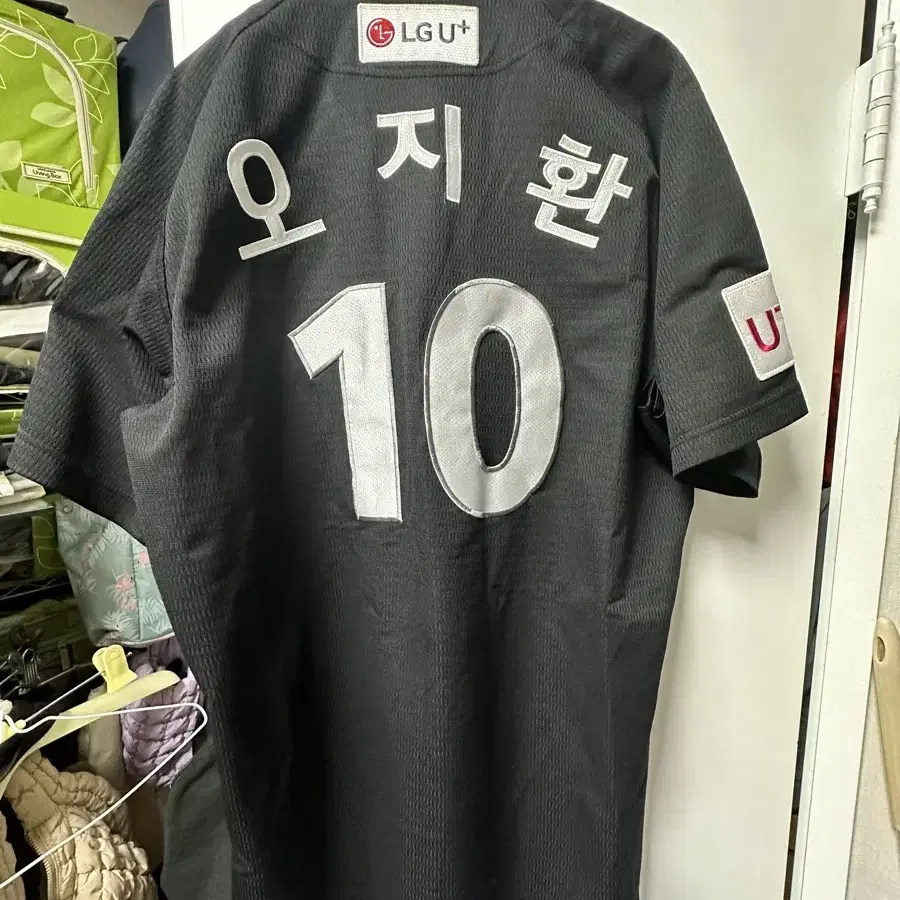 LG U+
오지환
10
U+
Living Box